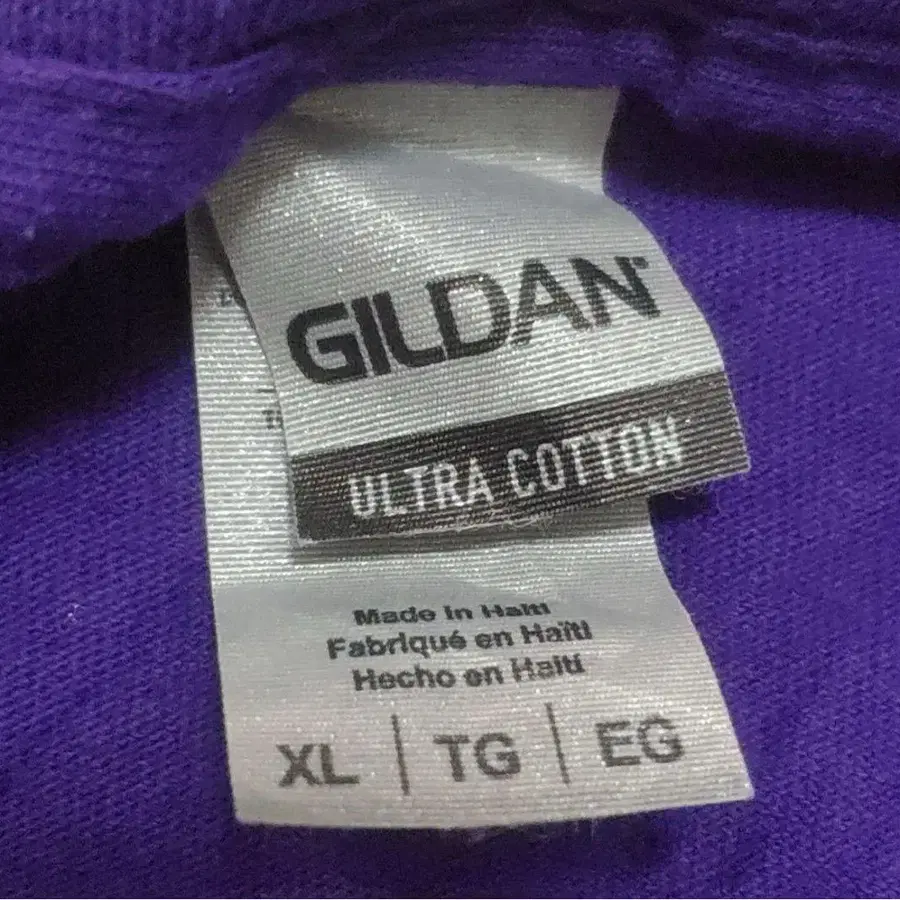 GILDAN
ULTRA COTTON
Made in Haiti
Fabriqué en Haïti
Hecho en Haití
XL | TG | EG